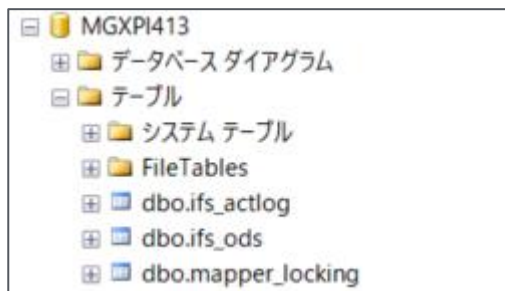 MGXPI413
データベース ダイアグラム
テーブル
システム テーブル
FileTables
dbo.ifs_actlog
dbo.ifs_ods
dbo.mapper_locking